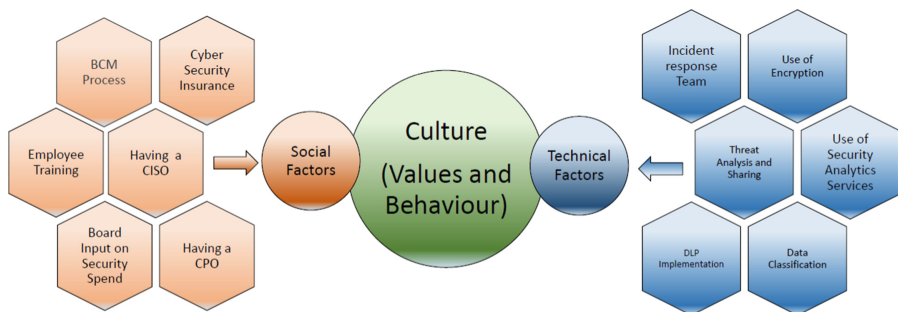 BCM
Process
Cyber
Security
Insurance
Employee
Training
Having a
CISO
Board
Input on
Security
Spend
Having a
CPO
Social
Factors
Culture
(Values and
Behaviour)
Technical
Factors
Incident
response
Team
Use of
Encryption
Threat
Analysis and
Sharing
Use of
Security
Analytics
Services
DLP
Implementation
Data
Classification